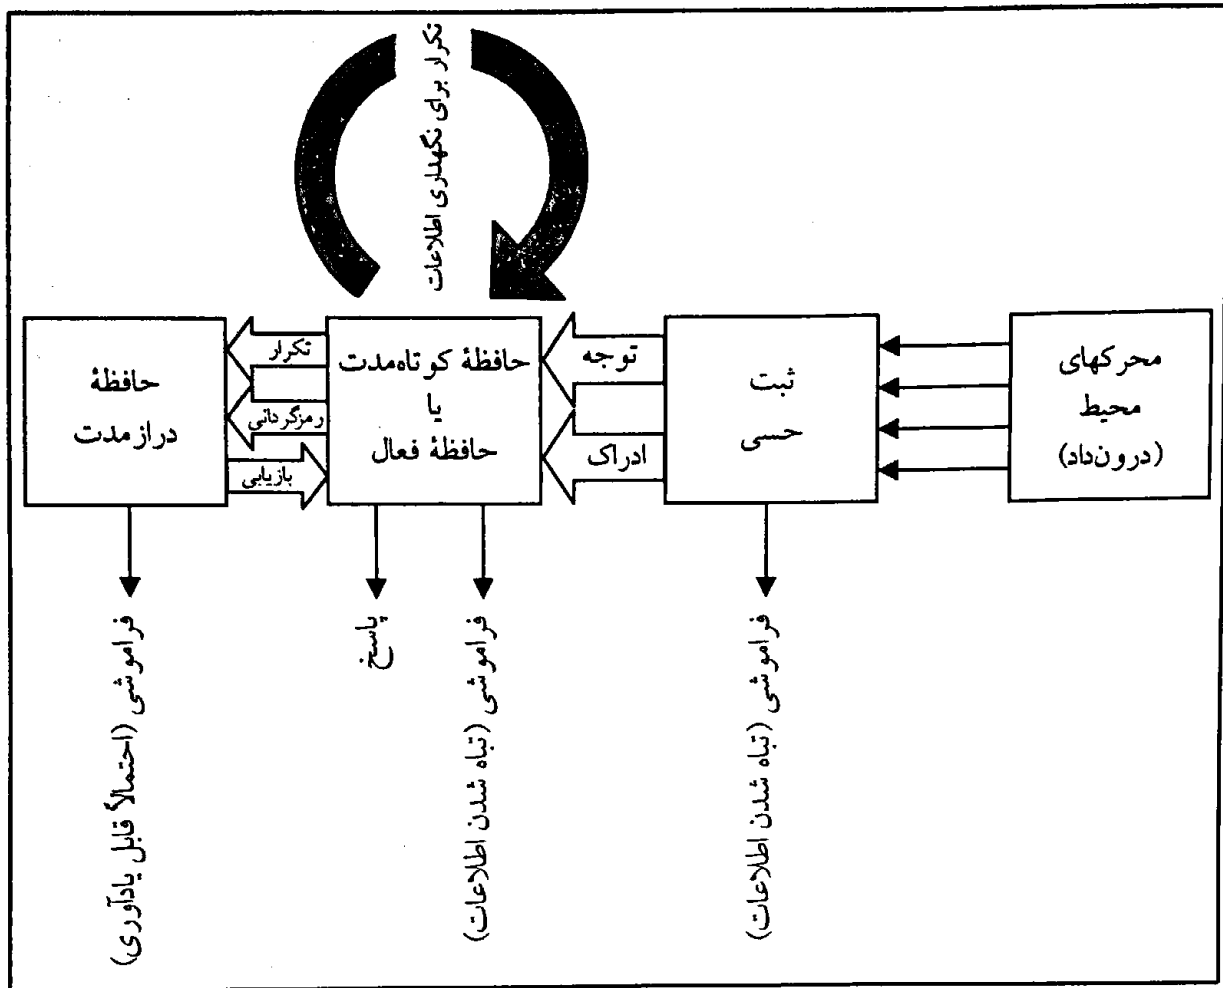 تکرار برای نگهداری اطلاعات
محرکهای
محیط
(درون‌داد)
ثبت
حسی
توجه
ادراک
حافظهٔ کوتاه‌مدت
یا
حافظهٔ فعال
تکرار
رمزگردانی
بازیابی
حافظهٔ
درازمدت
فراموشی (تباه شدن اطلاعات)
فراموشی (تباه شدن اطلاعات)
پاسخ
فراموشی (احتمالاً قابل یادآوری)